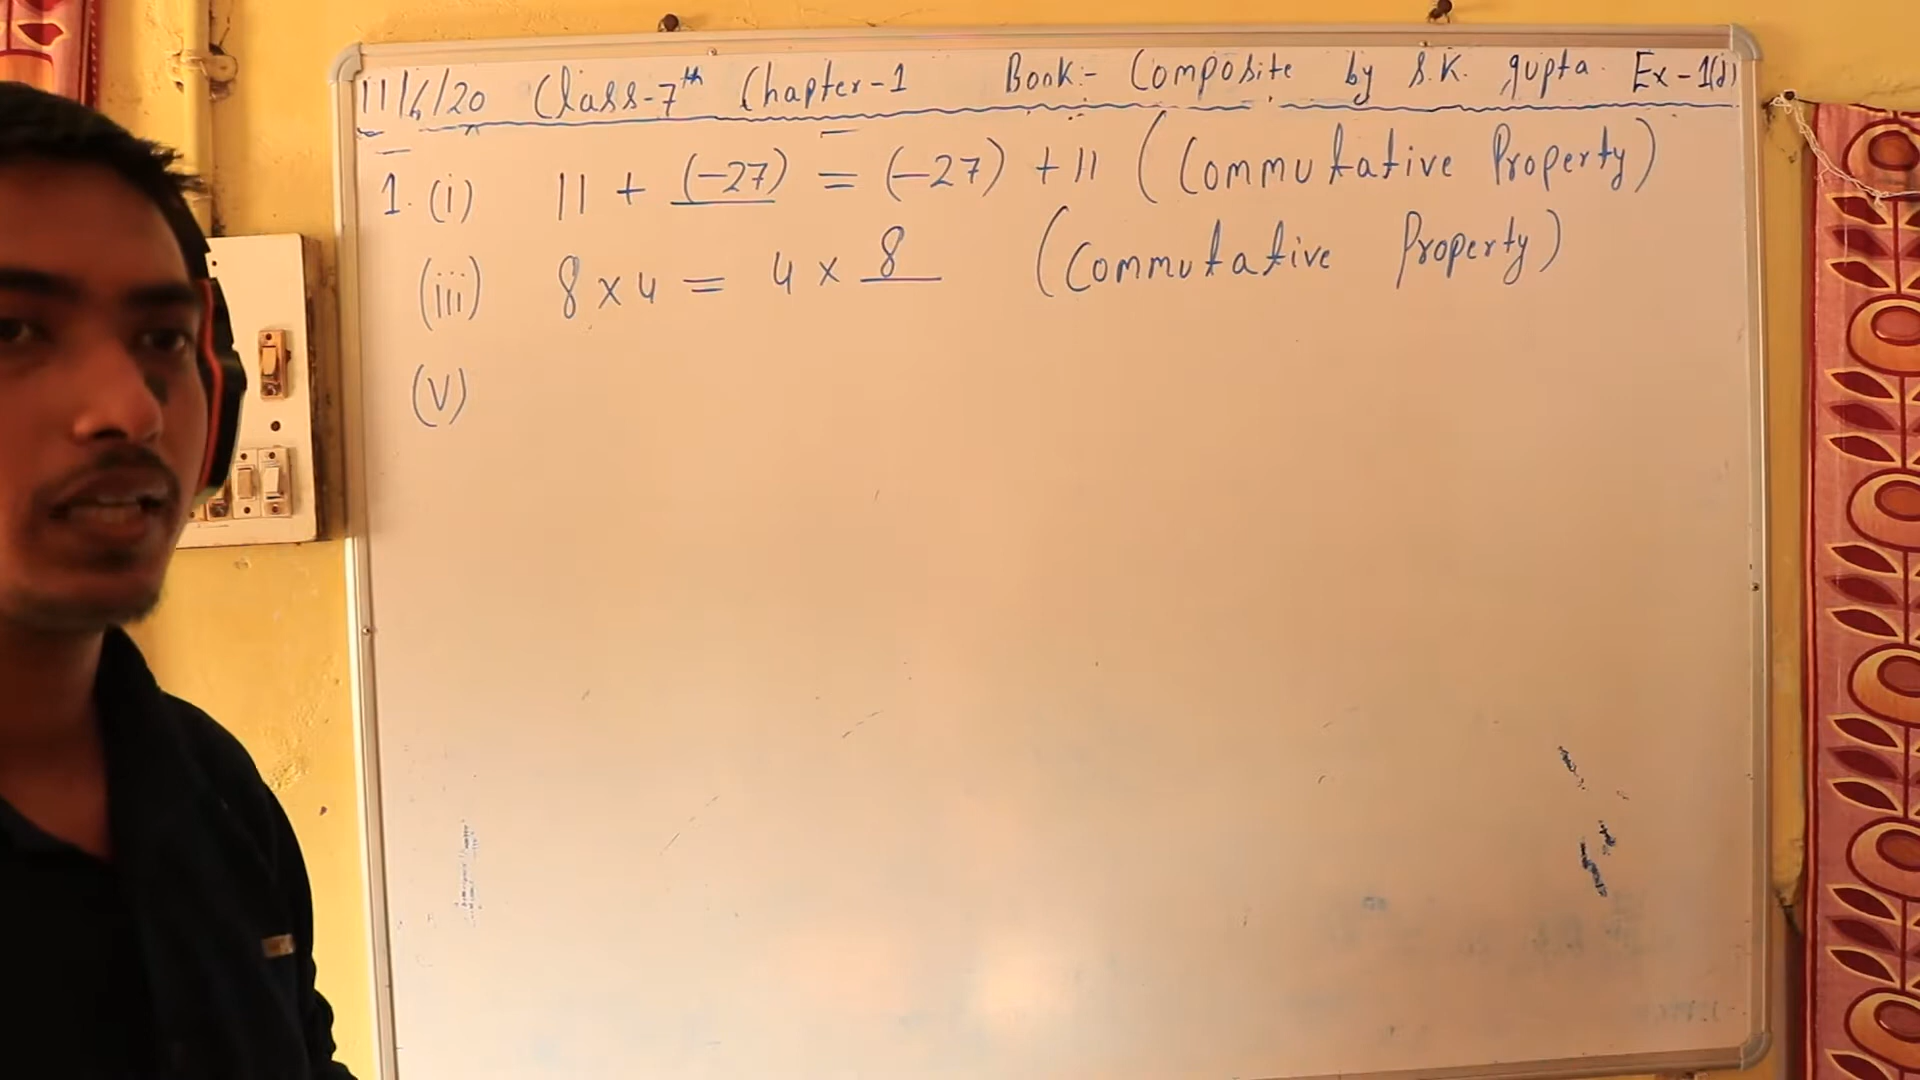 11/6/20 Class-7th Chapter-1 Book:- Composite by S.K. gupta. Ex-1(d)
1. (i) 11 + (-27) = (-27) + 11 (Commutative Property)
(iii) 8 × 4 = 4 × 8 (Commutative Property)
(V)